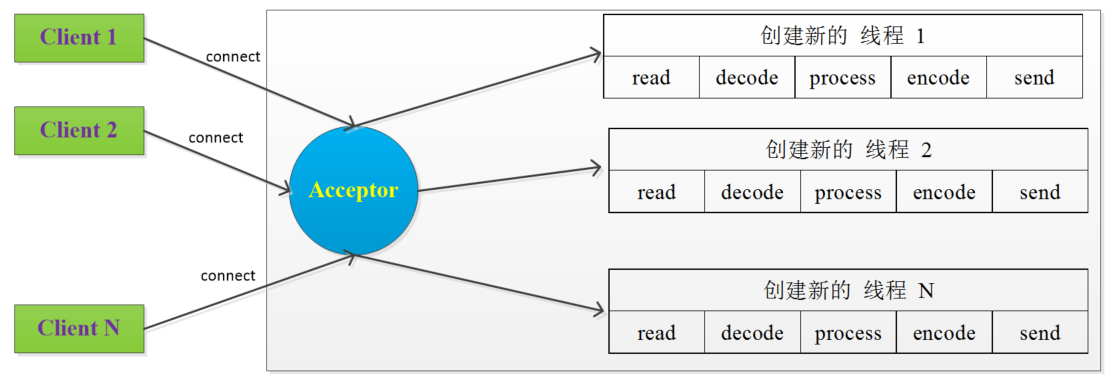 Client 1
connect
创建新的 线程 1
read decode process encode send
Client 2
connect
创建新的 线程 2
read decode process encode send
Acceptor
connect
创建新的 线程 N
read decode process encode send
Client N